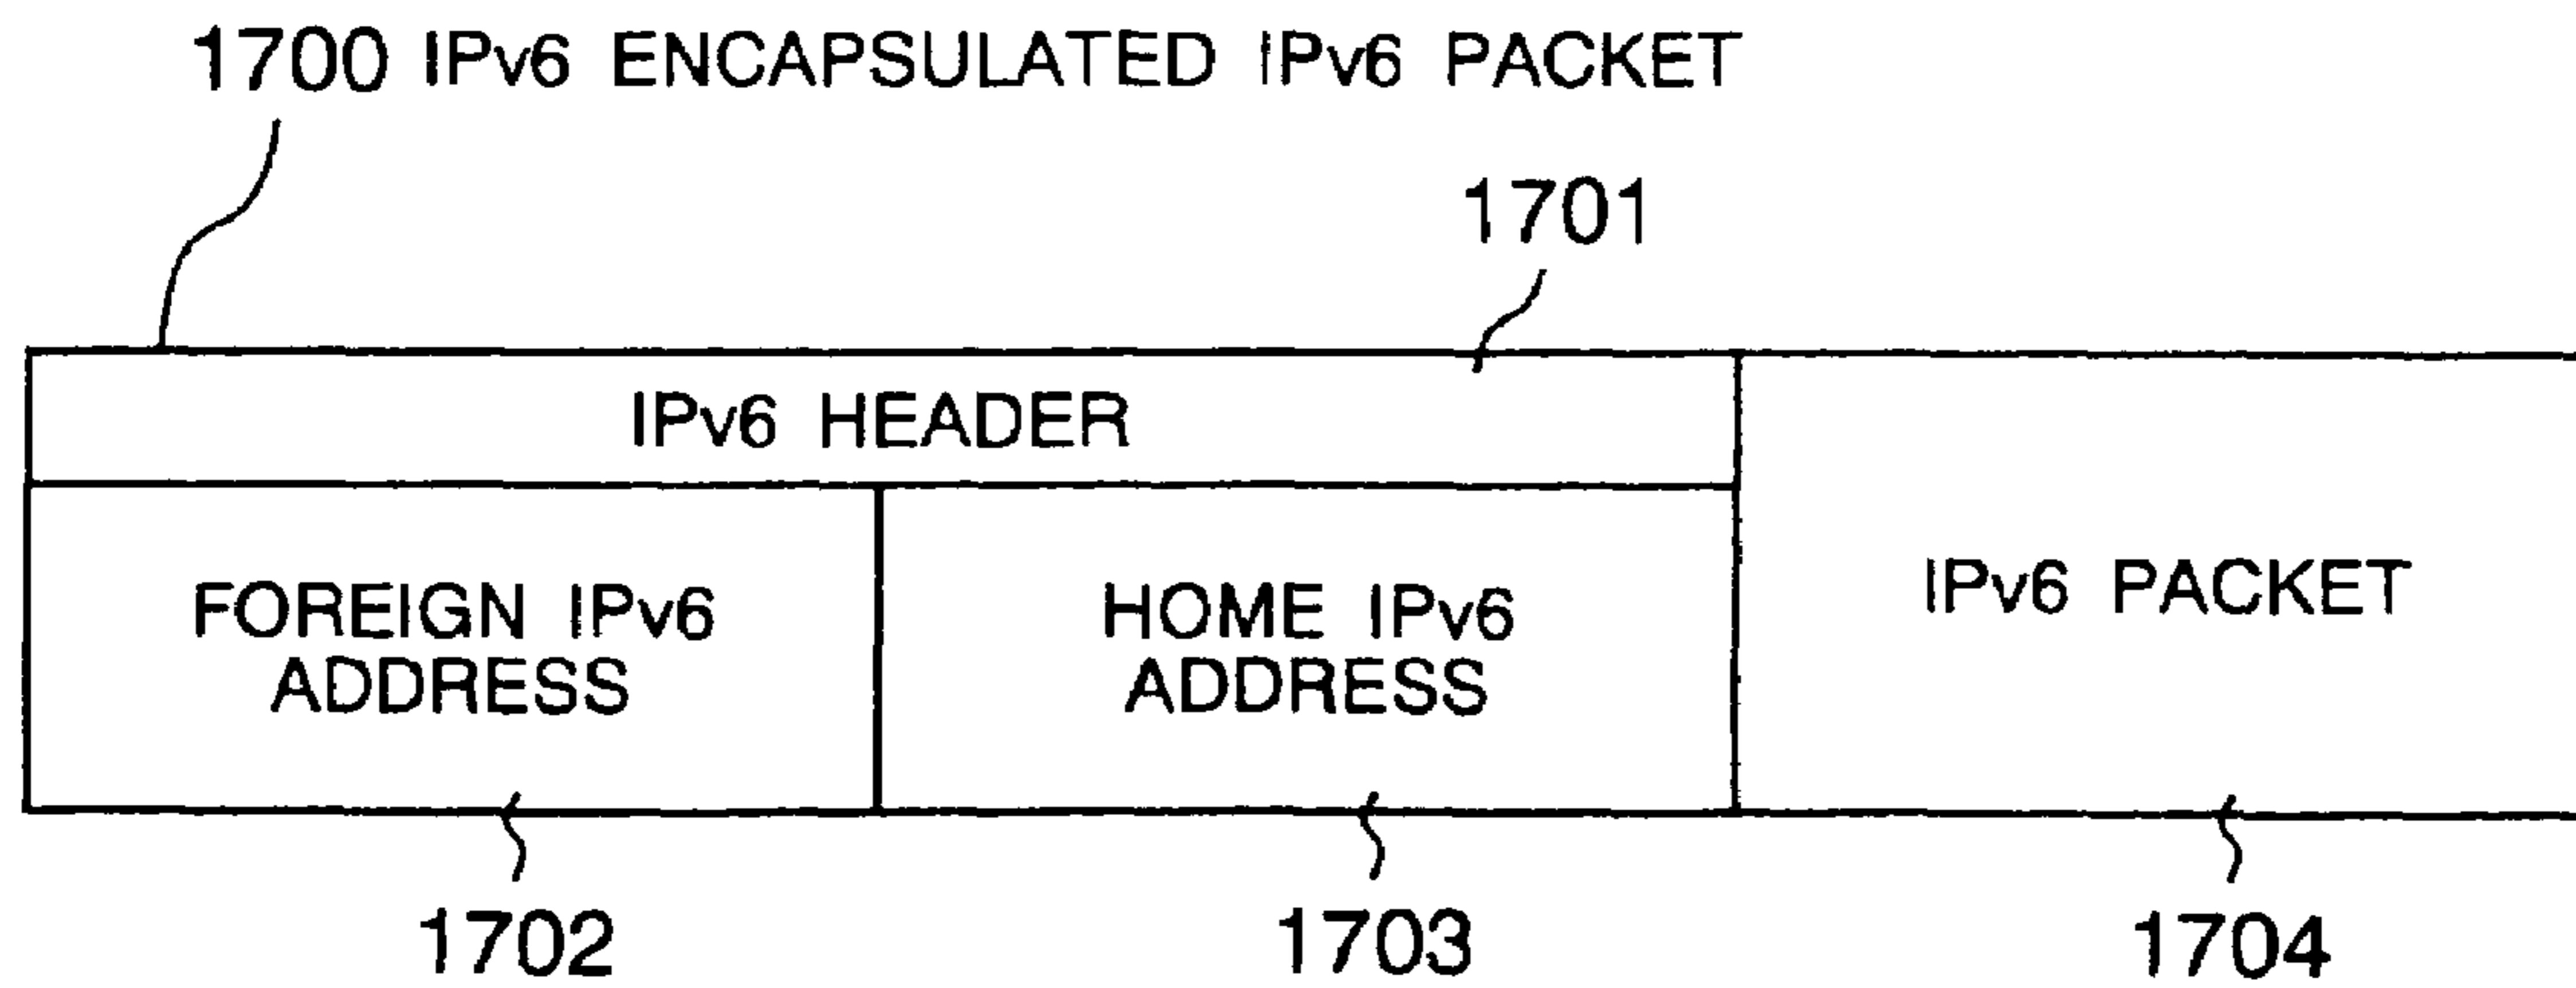 1700 IPv6 ENCAPSULATED IPv6 PACKET
1701
IPv6 HEADER
FOREIGN IPv6
ADDRESS
HOME IPv6
ADDRESS
IPv6 PACKET
1702
1703
1704